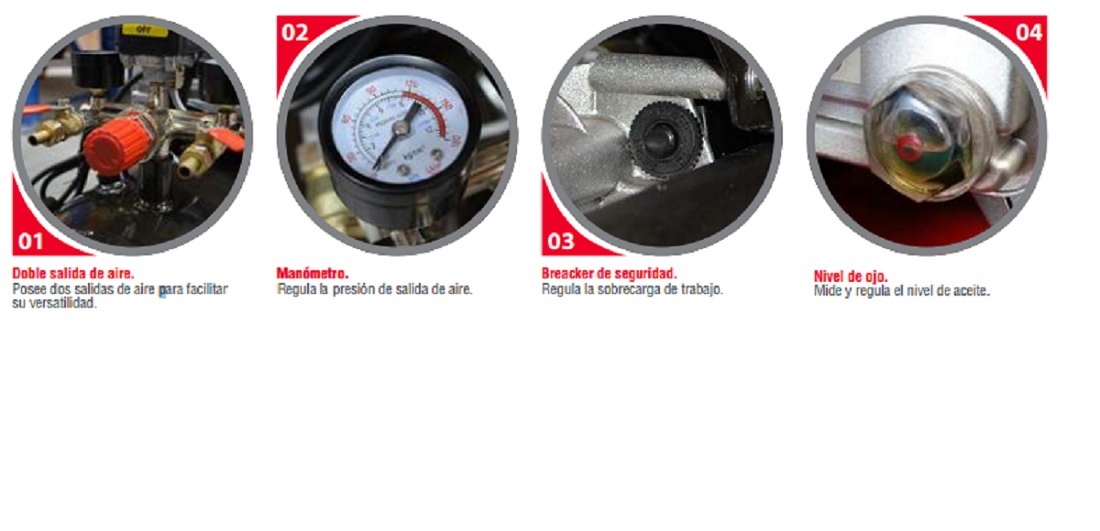 OFF
01
02
03
04
Doble salida de aire.
Posee dos salidas de aire para facilitar
su versatilidad.
Manómetro.
Regula la presión de salida de aire.
Breacker de seguridad.
Regula la sobrecarga de trabajo.
Nivel de ojo.
Mide y regula el nivel de aceite.